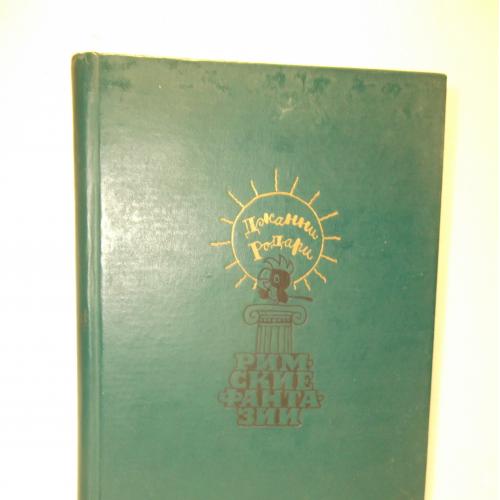 Джанни
Родари
РИМ-
СКИЕ
ФАНТА-
ЗИИ